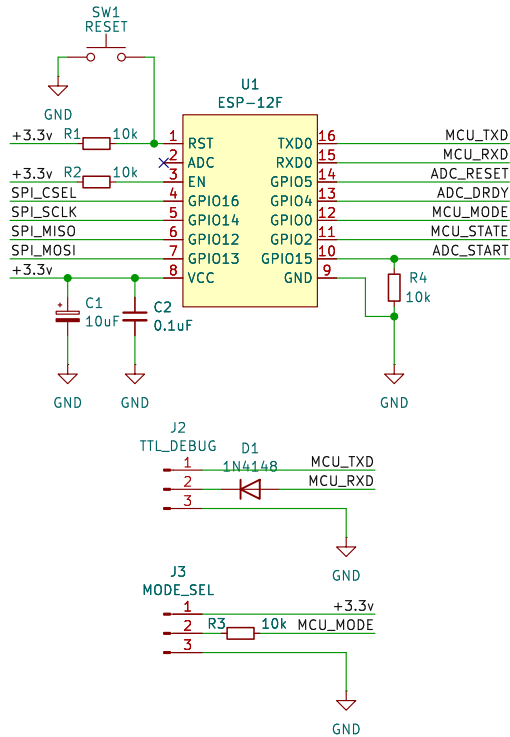 SW1
RESET
GND
U1
ESP-12F
+3.3v R1 10k 1 RST TXD0 16 MCU_TXD
2 ADC RXD0 15 MCU_RXD
+3.3v R2 10k 3 EN GPIO5 14 ADC_RESET
SPI_CSEL 4 GPIO16 GPIO4 13 ADC_DRDY
SPI_SCLK 5 GPIO14 GPIO0 12 MCU_MODE
SPI_MISO 6 GPIO12 GPIO2 11 MCU_STATE
SPI_MOSI 7 GPIO13 GPIO15 10 ADC_START
+3.3v 8 VCC GND 9
R4
10k
+
C1
10uF
C2
0.1uF
GND GND GND
J2
TTL_DEBUG
D1
1N4148
1 MCU_TXD
2 MCU_RXD
3
GND
J3
MODE_SEL
1 +3.3v
2 R3 10k MCU_MODE
3
GND